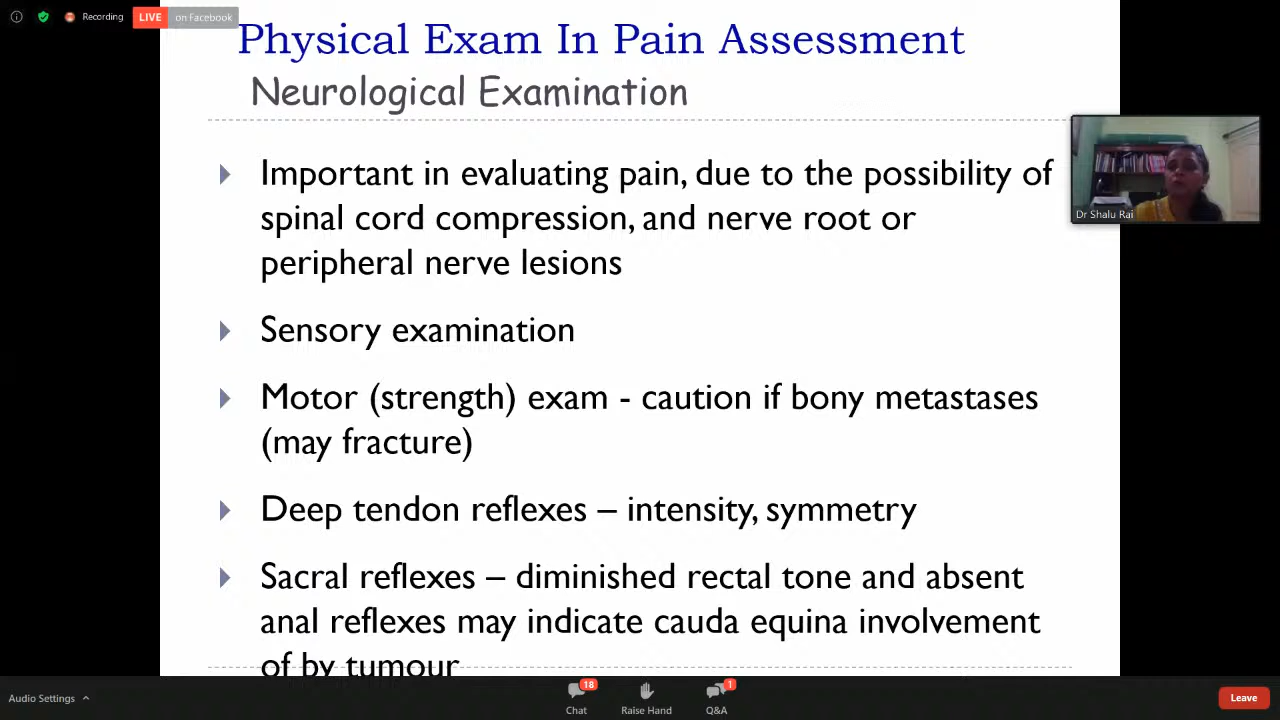 Recording LIVE on Facebook
Physical Exam In Pain Assessment
Neurological Examination
Important in evaluating pain, due to the possibility of
spinal cord compression, and nerve root or
peripheral nerve lesions
Dr Shalu Rai
Sensory examination
Motor (strength) exam - caution if bony metastases
(may fracture)
Deep tendon reflexes – intensity, symmetry
Sacral reflexes – diminished rectal tone and absent
anal reflexes may indicate cauda equina involvement
of by tumour
18 1
Audio Settings Chat Raise Hand Q&A Leave